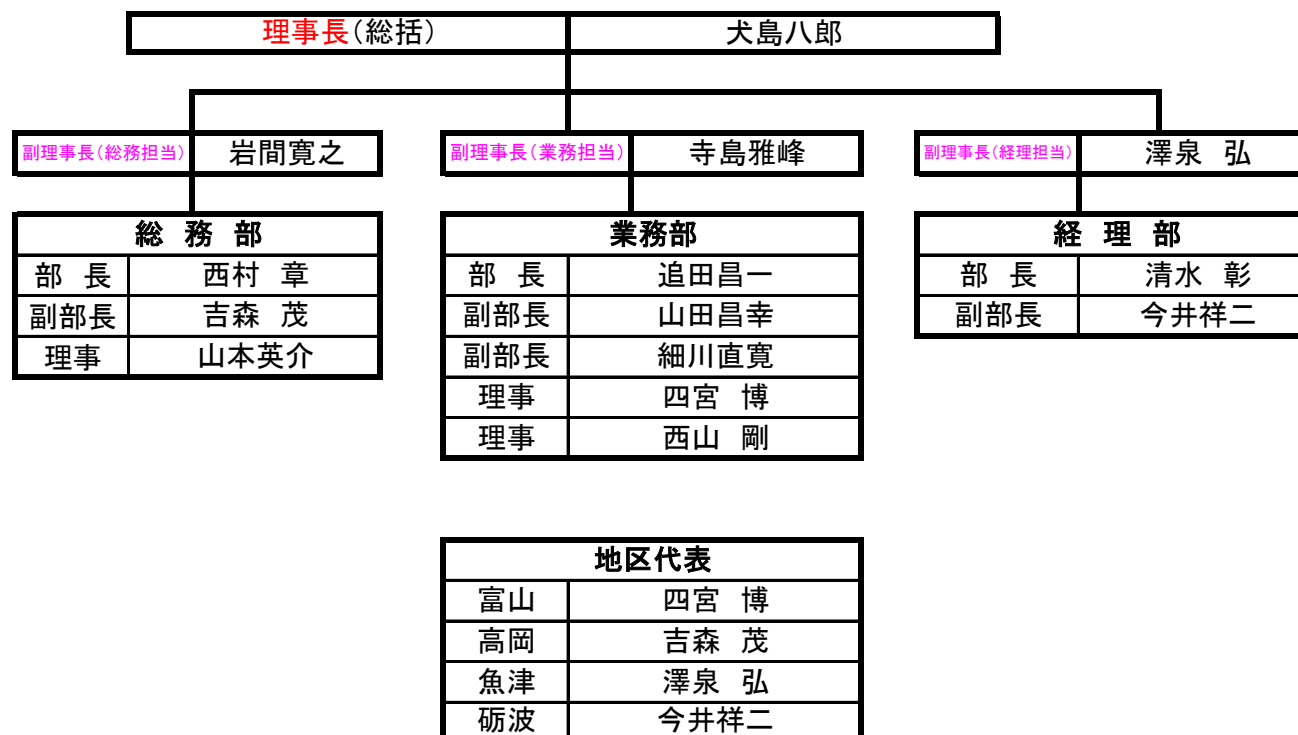 理事長(総括) 犬島八郎
副理事長(総務担当) 岩間寛之
副理事長(業務担当) 寺島雅峰
副理事長(経理担当) 澤泉 弘
総 務 部
部 長 西村 章
副部長 吉森 茂
理事 山本英介
業務部
部 長 追田昌一
副部長 山田昌幸
副部長 細川直寛
理事 四宮 博
理事 西山 剛
経 理 部
部 長 清水 彰
副部長 今井祥二
地区代表
富山 四宮 博
高岡 吉森 茂
魚津 澤泉 弘
砺波 今井祥二